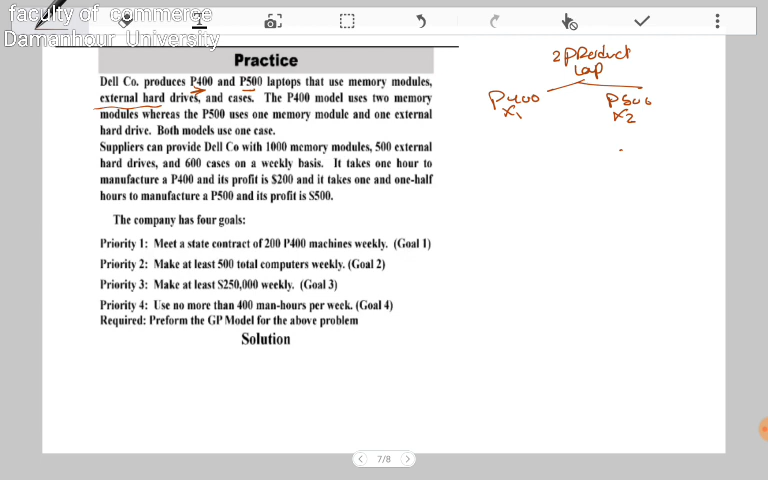 faculty of commerce
Damanhour University
Practice
Dell Co. produces P400 and P500 laptops that use memory modules,
external hard drives, and cases. The P400 model uses two memory
modules whereas the P500 uses one memory module and one external
hard drive. Both models use one case.
Suppliers can provide Dell Co with 1000 memory modules, 500 external
hard drives, and 600 cases on a weekly basis. It takes one hour to
manufacture a P400 and its profit is $200 and it takes one and one-half
hours to manufacture a P500 and its profit is $500.
The company has four goals:
Priority 1: Meet a state contract of 200 P400 machines weekly. (Goal 1)
Priority 2: Make at least 500 total computers weekly. (Goal 2)
Priority 3: Make at least $250,000 weekly. (Goal 3)
Priority 4: Use no more than 400 man-hours per week. (Goal 4)
Required: Preform the GP Model for the above problem
Solution
2 PRoduct
Lap
P400
X1
P500
X2
7/8